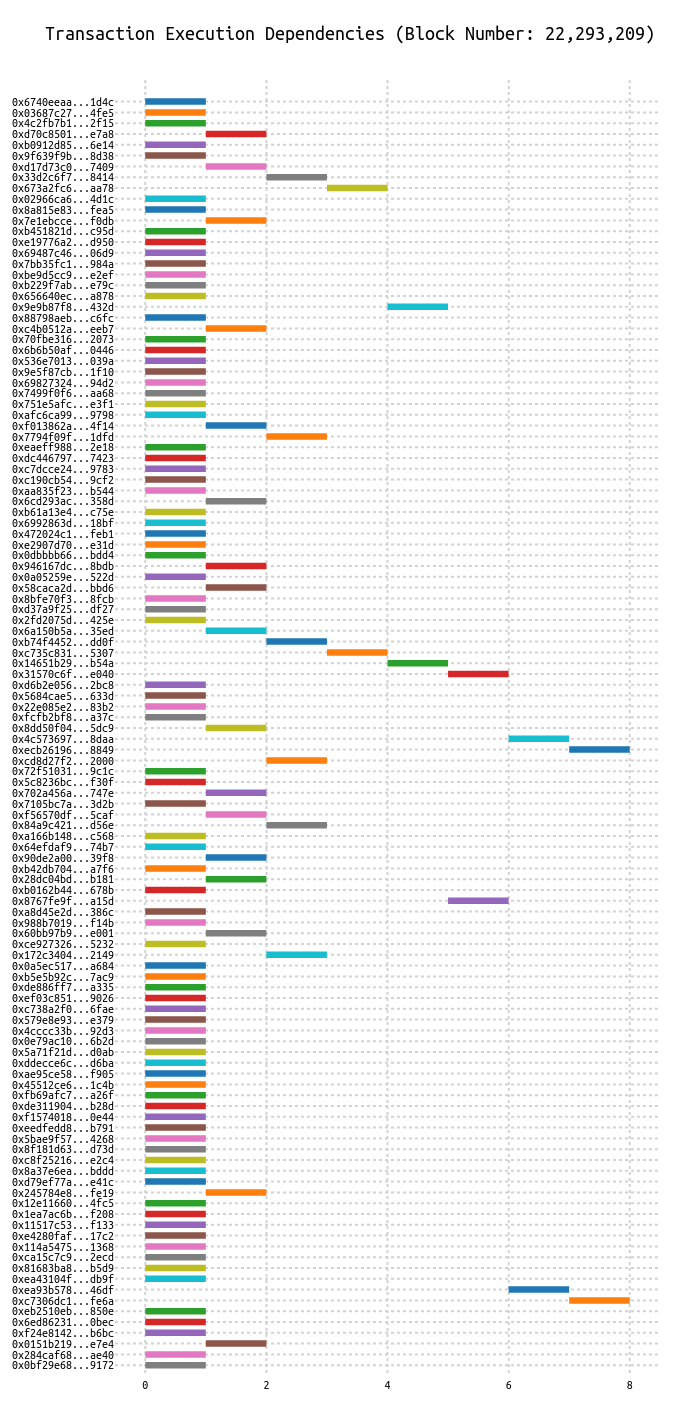 Transaction Execution Dependencies (Block Number: 22,293,209)
0x6740eeaa...1d4c
0x03687c27...4fe5
0x4c2fb7b1...2f15
0xd70c8501...e7a8
0xb0912d85...6e14
0x9f639f9b...8d38
0xd17d73c0...7409
0x33d2c6f7...8414
0x673a2fc6...aa78
0x02966ca6...4d1c
0x8a815e83...fea5
0x7e1ebcce...f0db
0xb451821d...c95d
0xe19776a2...d950
0x69487c46...06d9
0x7bb35fc1...984a
0xbe9d5cc9...e2ef
0xb229f7ab...e79c
0x656640ec...a878
0x9e9b87f8...432d
0x88798aeb...c6fc
0xc4b0512a...eeb7
0x70fbe316...2073
0x6b6b50af...0446
0x536e7013...039a
0x9e5f87cb...1f10
0x69827324...94d2
0x7499f0f6...aa68
0x751e5afc...e3f1
0xafc6ca99...9798
0xf013862a...4f14
0x7794f09f...1dfd
0xeaeff988...2e18
0xdc446797...7423
0xc7dcce24...9783
0xc190cb54...9cf2
0xaa835f23...b544
0x6cd293ac...358d
0xb61a13e4...c75e
0x6992863d...18bf
0x472024c1...feb1
0xe2907d70...e31d
0x0dbbbb66...bdd4
0x946167dc...8bdb
0x0a05259e...522d
0x58caca2d...bbd6
0x8bfe70f3...8fcb
0xd37a9f25...df27
0x2fd2075d...425e
0x6a150b5a...35ed
0xb74f4452...dd0f
0xc735c831...5307
0x14651b29...b54a
0x31570c6f...e040
0xd6b2e056...2bc8
0x5684cae5...633d
0x22e085e2...83b2
0xfcfb2bf8...a37c
0x8dd50f04...5dc9
0x4c573697...8daa
0xecb26196...8849
0xcd8d27f2...2000
0x72f51031...9c1c
0x5c8236bc...f30f
0x702a456a...747e
0x7105bc7a...3d2b
0xf56570df...5caf
0x84a9c421...d56e
0xa166b148...c568
0x64efdaf9...74b7
0x90de2a00...39f8
0xb42db704...a7f6
0x28dc04bd...b181
0xb0162b44...678b
0x8767fe9f...a15d
0xa8d45e2d...386c
0x988b7019...f14b
0x60bb97b9...e001
0xce927326...5232
0x172c3404...2149
0x0a5ec517...a684
0xb5e5b92c...7ac9
0xde886ff7...a335
0xef03c851...9026
0xc738a2f0...6fae
0x579e8e93...e379
0x4cccc33b...92d3
0x0e79ac10...6b2d
0x5a71f21d...d0ab
0xddecce6c...d6ba
0xae95ce58...f905
0x45512ce6...1c4b
0xfb69afc7...a26f
0xde311904...b28d
0xf1574018...0e44
0xeedfedd8...b791
0x5bae9f57...4268
0x8f181d63...d73d
0xc8f25216...e2c4
0x8a37e6ea...bddd
0xd79ef77a...e41c
0x245784e8...fe19
0x12e11660...4fc5
0x1ea7ac6b...f208
0x11517c53...f133
0xe4280faf...17c2
0x114a5475...1368
0xca15c7c9...2ecd
0x81683ba8...b5d9
0xea43104f...db9f
0xea93b578...46df
0xc7306dc1...fe6a
0xeb2510eb...850e
0x6ed86231...0bec
0xf24e8142...b6bc
0x0151b219...e7e4
0x284caf68...ae40
0x0bf29e68...9172
0 2 4 6 8